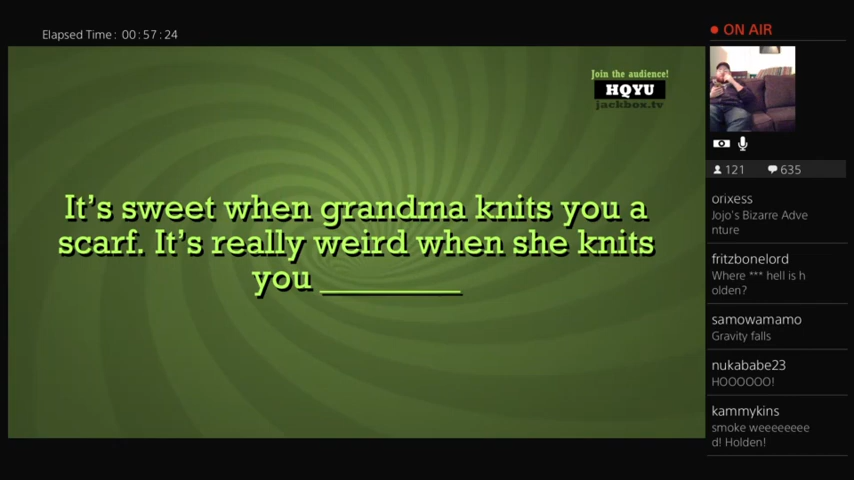 Elapsed Time: 00:57:24
ON AIR
Join the audience!
HQYU
jackbox.tv
It's sweet when grandma knits you a
scarf. It's really weird when she knits
you _________
121 635
orixess
Jojo's Bizarre Adve
nture
fritzbonelord
Where *** hell is h
olden?
samowamamo
Gravity falls
nukababe23
HOOOOOO!
kammykins
smoke weeeeeeee
d! Holden!